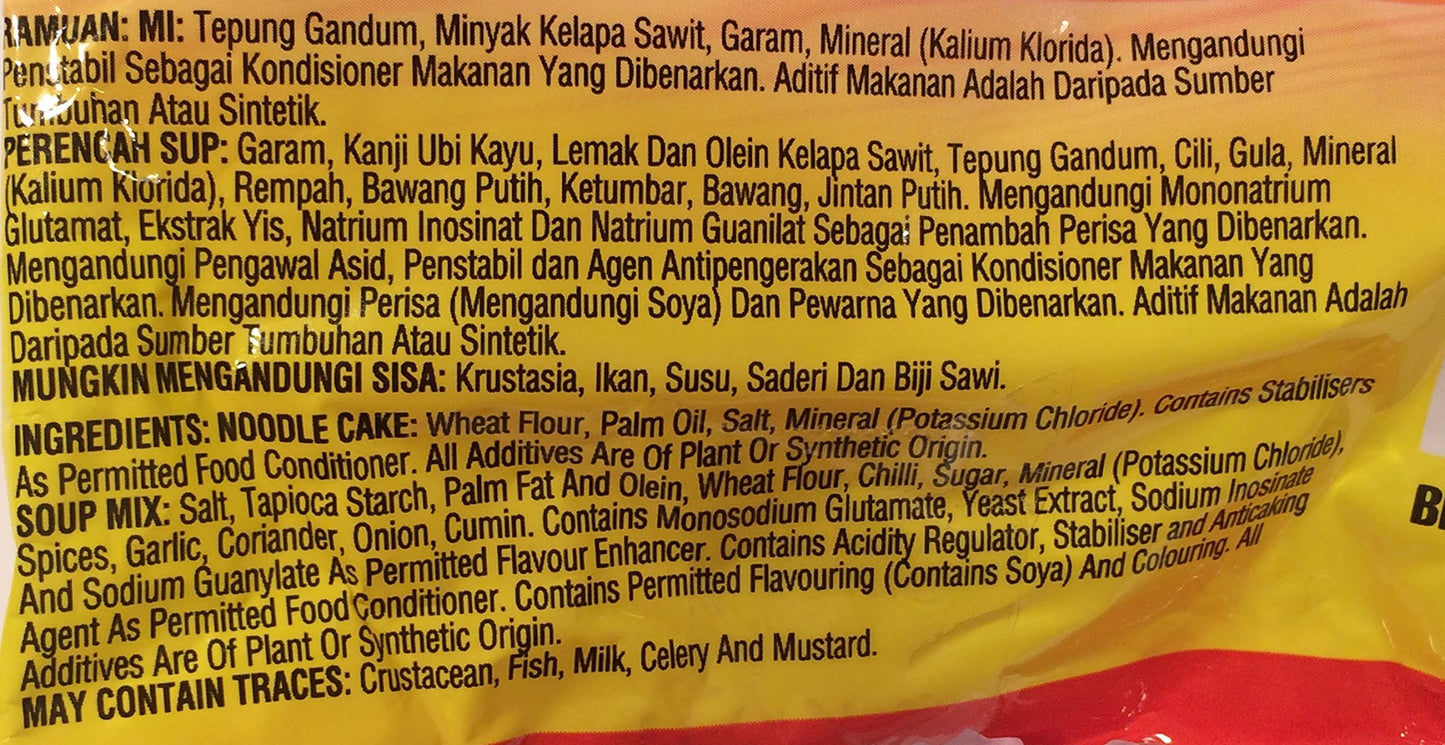 RAMUAN: MI: Tepung Gandum, Minyak Kelapa Sawit, Garam, Mineral (Kalium Klorida). Mengandungi
Penstabil Sebagai Kondisioner Makanan Yang Dibenarkan. Aditif Makanan Adalah Daripada Sumber
Tumbuhan Atau Sintetik.
PERENCAH SUP: Garam, Kanji Ubi Kayu, Lemak Dan Olein Kelapa Sawit, Tepung Gandum, Cili, Gula, Mineral
(Kalium Klorida), Rempah, Bawang Putih, Ketumbar, Bawang, Jintan Putih. Mengandungi Mononatrium
Glutamat, Ekstrak Yis, Natrium Inosinat Dan Natrium Guanilat Sebagai Penambah Perisa Yang Dibenarkan.
Mengandungi Pengawal Asid, Penstabil dan Agen Antipengerakan Sebagai Kondisioner Makanan Yang
Dibenarkan. Mengandungi Perisa (Mengandungi Soya) Dan Pewarna Yang Dibenarkan. Aditif Makanan Adalah
Daripada Sumber Tumbuhan Atau Sintetik.
MUNGKIN MENGANDUNGI SISA: Krustasia, Ikan, Susu, Saderi Dan Biji Sawi.
INGREDIENTS: NOODLE CAKE: Wheat Flour, Palm Oil, Salt, Mineral (Potassium Chloride). Contains Stabilisers
As Permitted Food Conditioner. All Additives Are Of Plant Or Synthetic Origin.
SOUP MIX: Salt, Tapioca Starch, Palm Fat And Olein, Wheat Flour, Chilli, Sugar, Mineral (Potassium Chloride),
Spices, Garlic, Coriander, Onion, Cumin. Contains Monosodium Glutamate, Yeast Extract, Sodium Inosinate
And Sodium Guanylate As Permitted Flavour Enhancer. Contains Acidity Regulator, Stabiliser and Anticaking
Agent As Permitted Food Conditioner. Contains Permitted Flavouring (Contains Soya) And Colouring. All
Additives Are Of Plant Or Synthetic Origin.
MAY CONTAIN TRACES: Crustacean, Fish, Milk, Celery And Mustard.